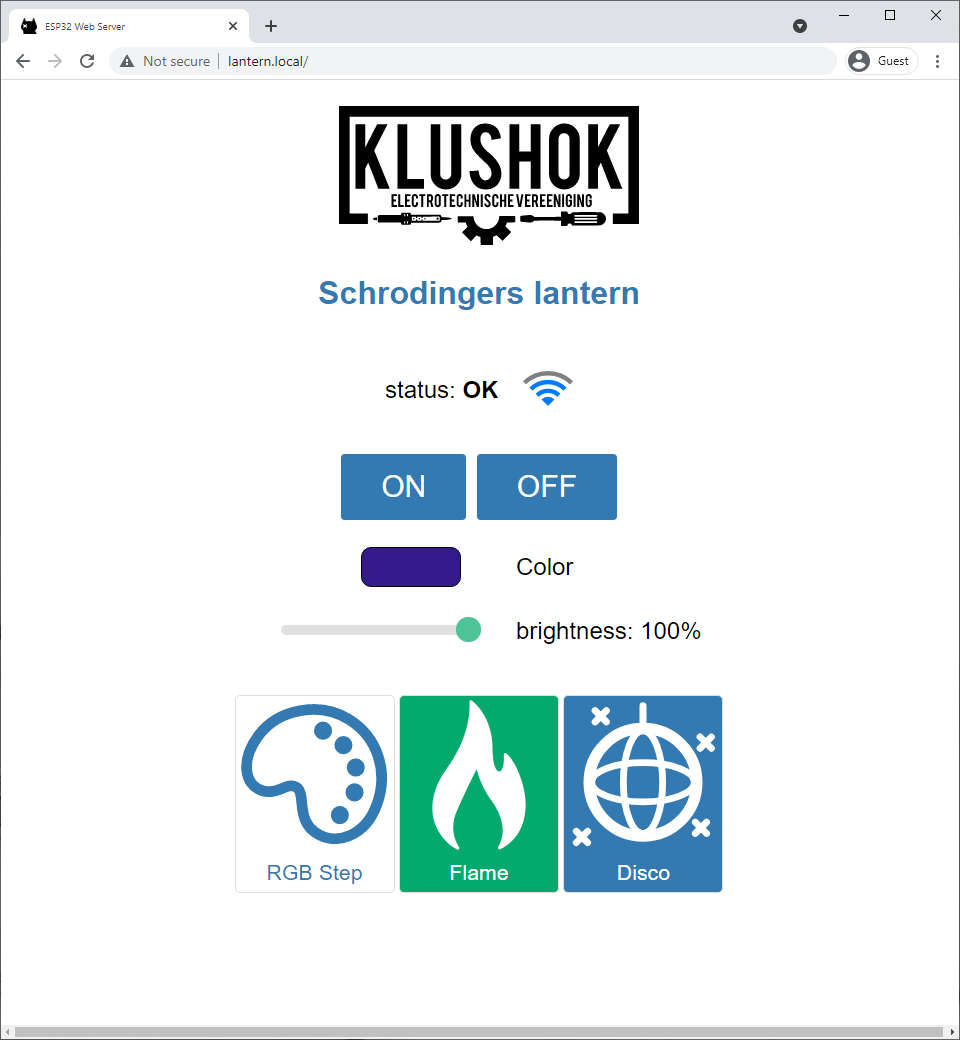 ESP32 Web Server
Not secure lantern.local/ Guest
KLUSHOK
ELECTROTECHNISCHE VEREENIGING
Schrodingers lantern
status: OK
ON OFF
Color
brightness: 100%
RGB Step Flame Disco